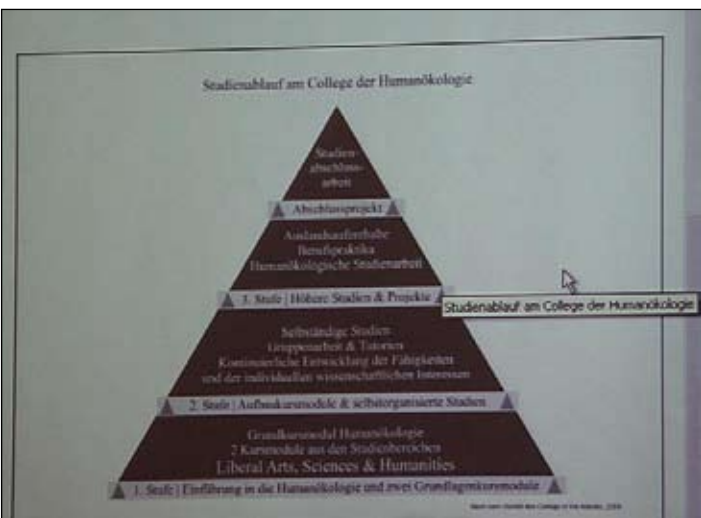 Studienablauf am College der Humanökologie
Studien-
abschluss-
arbeit
Abschlussprojekt
Auslandsaufenthalte
Berufspraktika
Humanökologische Studienarbeit
3. Stufe | Höhere Studien & Projekte
Studienablauf am College der Humanökologie
Selbständige Studien
Gruppenarbeit & Tutorien
Kontinuierliche Entwicklung der Fähigkeiten
und der individuellen wissenschaftlichen Interessen
2. Stufe | Aufbaukursmodule & selbstorganisierte Studien
Grundkursmodul Humanökologie
2 Kursmodule aus den Studienbereichen
Liberal Arts, Sciences & Humanities
1. Stufe | Einführung in die Humanökologie und zwei Grundlagenkursmodule